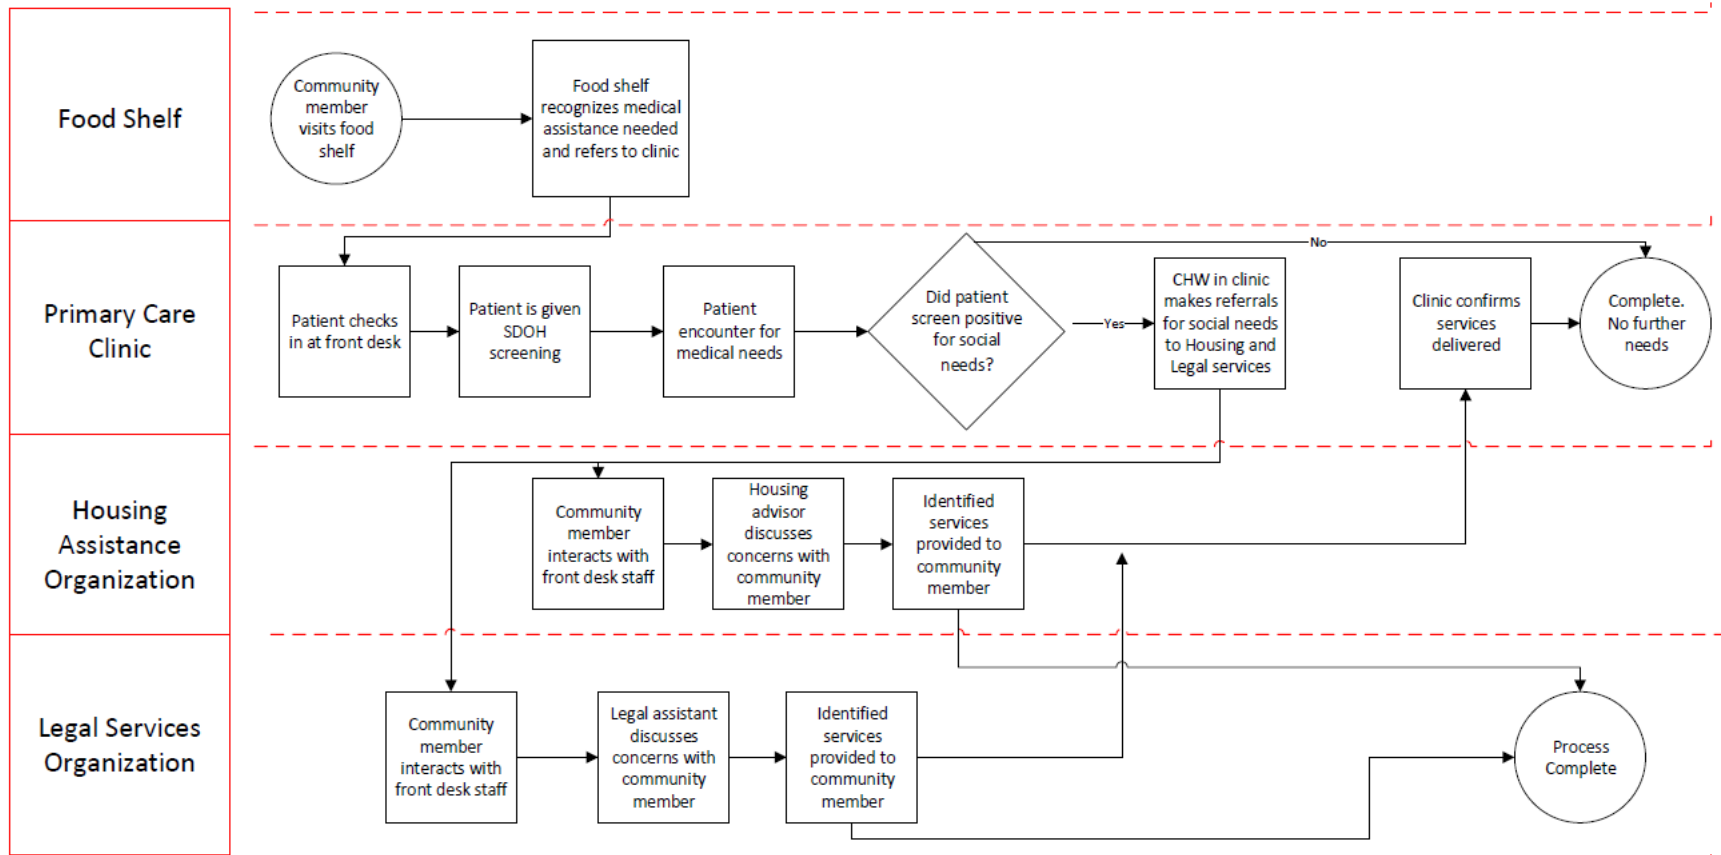 Food Shelf
Community
member
visits food
shelf
Food shelf
recognizes medical
assistance needed
and refers to clinic
Primary Care
Clinic
Patient checks
in at front desk
Patient is given
SDOH
screening
Patient
encounter for
medical needs
Did patient
screen positive
for social
needs?
Yes
No
CHW in clinic
makes referrals
for social needs
to Housing and
Legal services
Clinic confirms
services
delivered
Complete.
No further
needs
Housing
Assistance
Organization
Community
member
interacts with
front desk staff
Housing
advisor
discusses
concerns with
community
member
Identified
services
provided to
community
member
Legal Services
Organization
Community
member
interacts with
front desk staff
Legal assistant
discusses
concerns with
community
member
Identified
services
provided to
community
member
Process
Complete